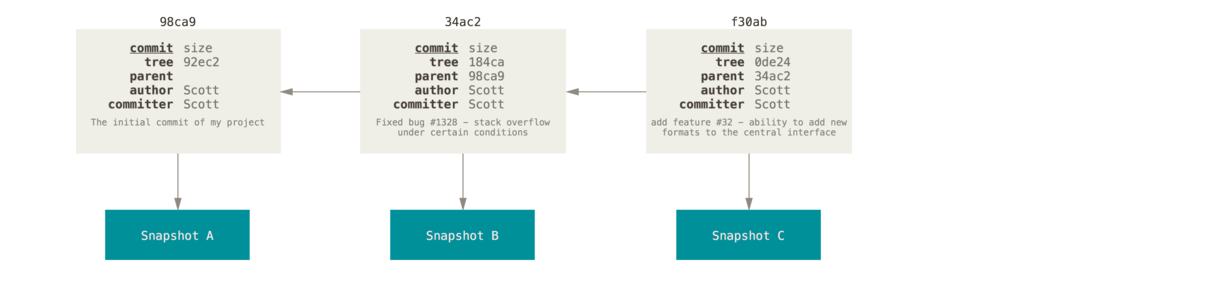 98ca9
commit size
tree 92ec2
parent
author Scott
committer Scott
The initial commit of my project
Snapshot A
34ac2
commit size
tree 184ca
parent 98ca9
author Scott
committer Scott
Fixed bug #1328 – stack overflow
under certain conditions
Snapshot B
f30ab
commit size
tree 0de24
parent 34ac2
author Scott
committer Scott
add feature #32 – ability to add new
formats to the central interface
Snapshot C